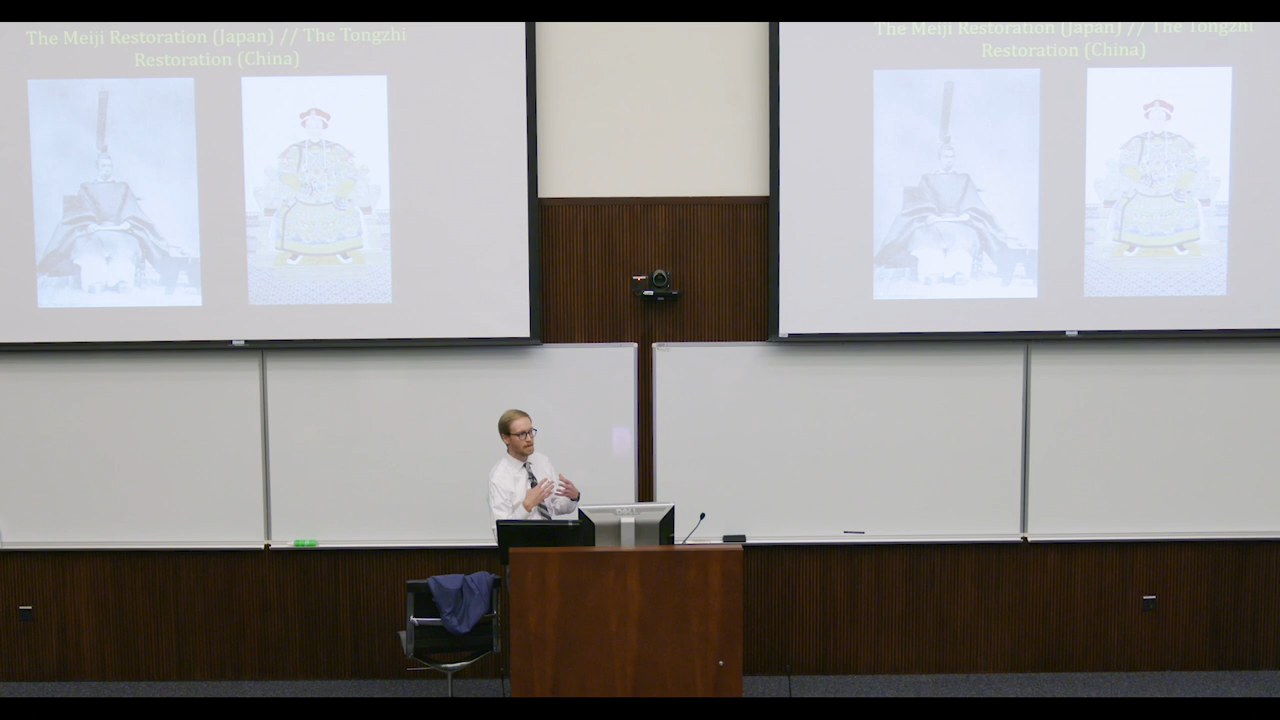 The Meiji Restoration (Japan) // The Tongzhi
Restoration (China)
The Meiji Restoration (Japan) // The Tongzhi
Restoration (China)